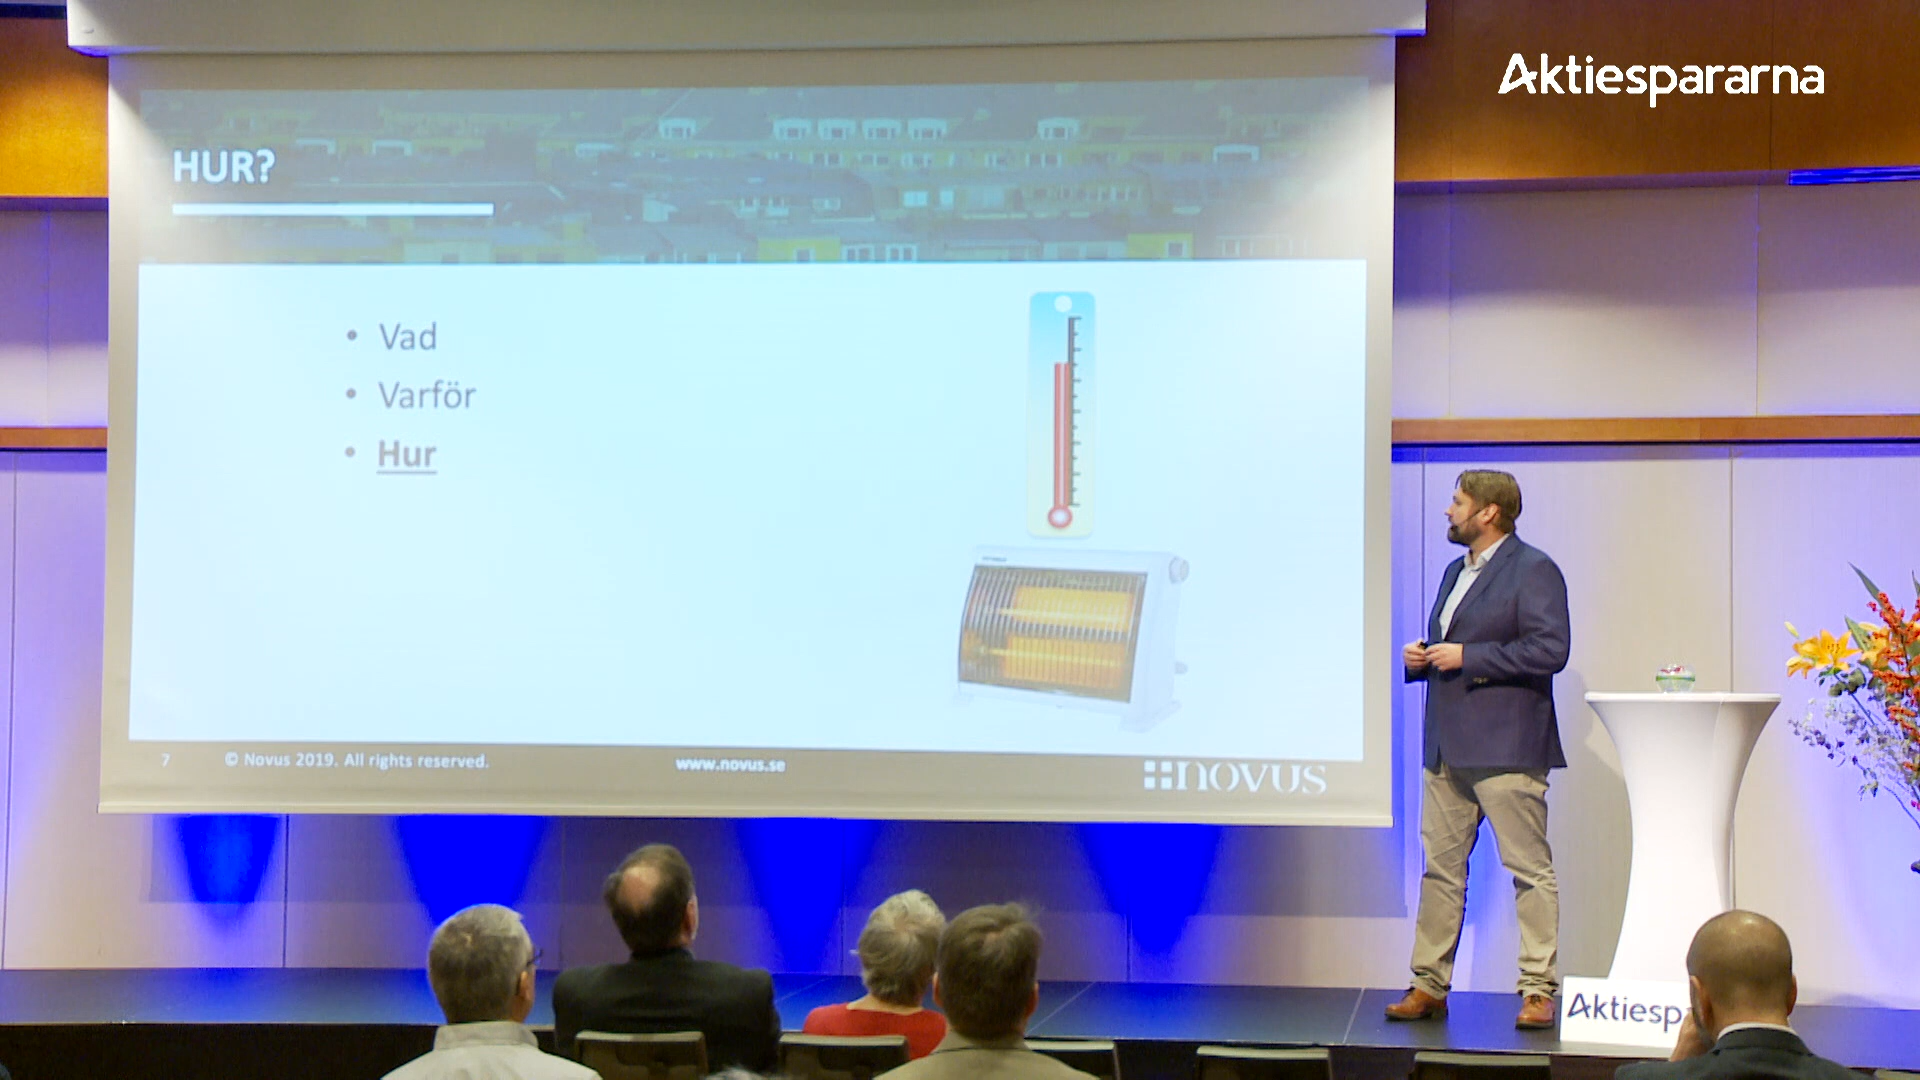 Aktiespararna
HUR?
• Vad
• Varför
• Hur
7
© Novus 2019. All rights reserved.
www.novus.se
novus
Aktiesp